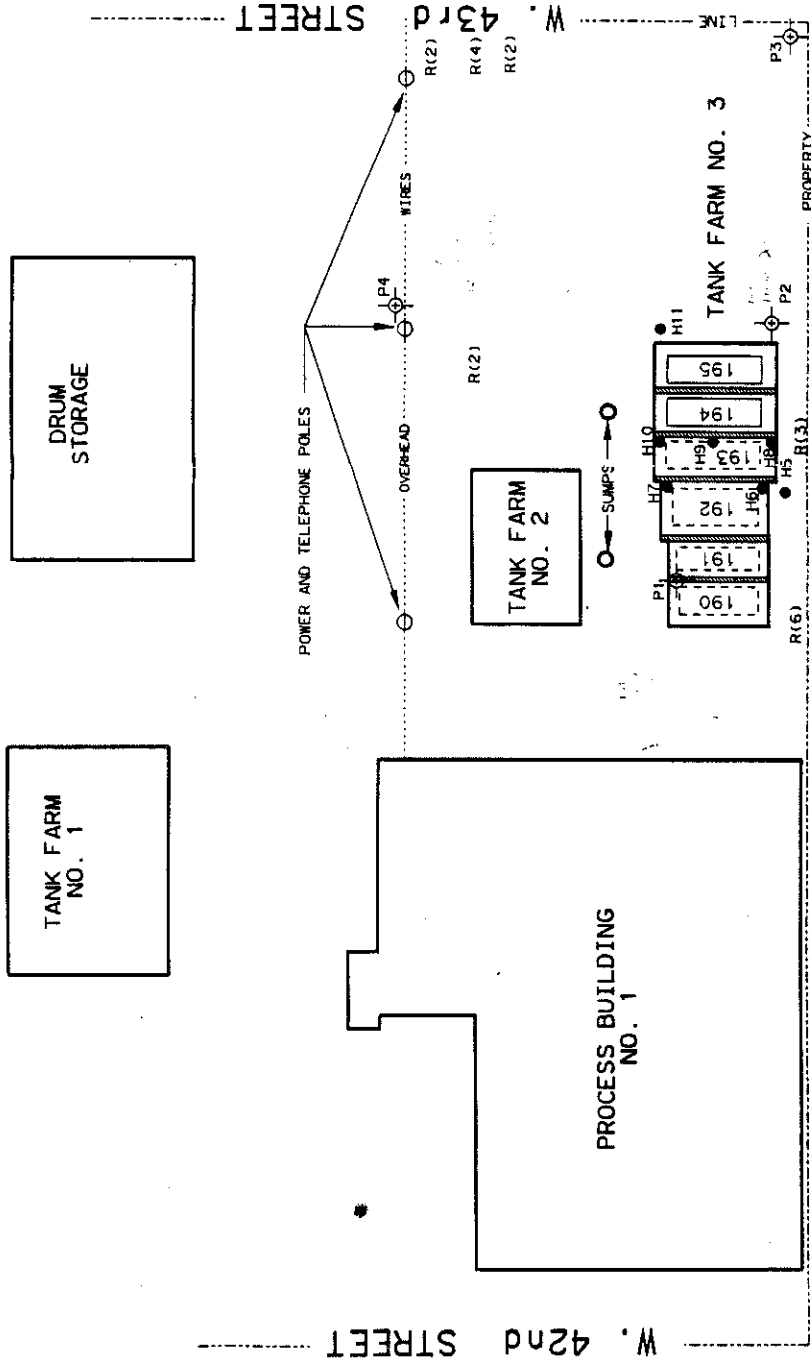 W. 42nd STREET
TANK FARM
NO. 1
DRUM
STORAGE
POWER AND TELEPHONE POLES
OVERHEAD
WIRES
W. 43rd STREET
P4
R(2)
R(4)
R(2)
R(2)
TANK FARM
NO. 2
SUMPS
PROCESS BUILDING
NO. 1
TANK FARM NO. 3
P1
H7
H10
H11
190
191
192
193
194
195
H9
H6
H8
H5
P2
P3
R(6)
R(3)
PROPERTY
LINE